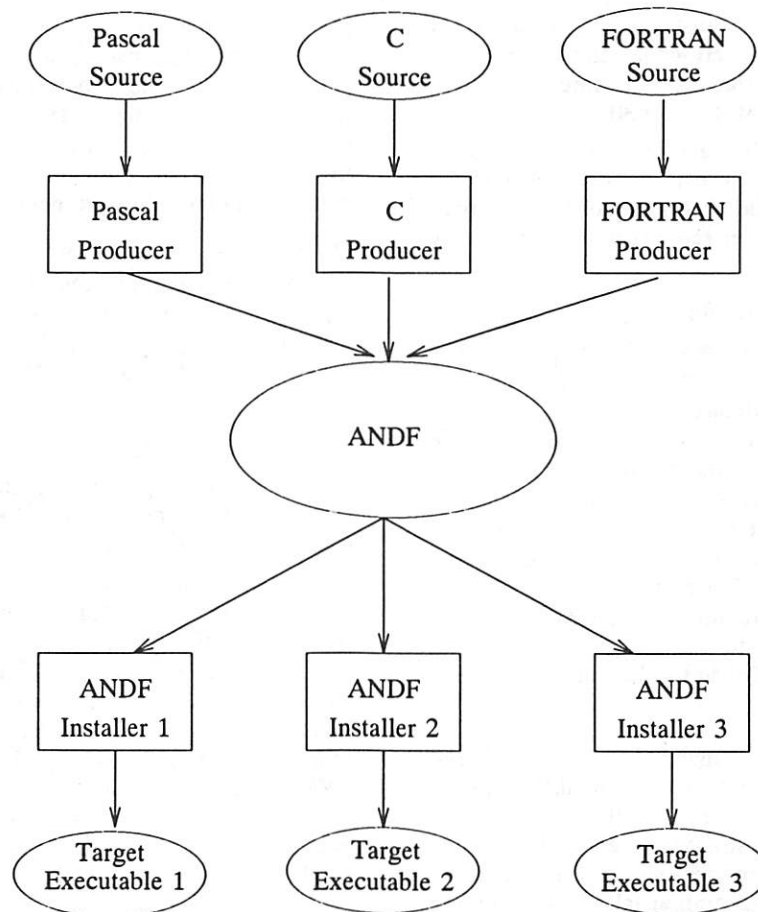 Pascal
Source
C
Source
FORTRAN
Source
Pascal
Producer
C
Producer
FORTRAN
Producer
ANDF
ANDF
Installer 1
ANDF
Installer 2
ANDF
Installer 3
Target
Executable 1
Target
Executable 2
Target
Executable 3